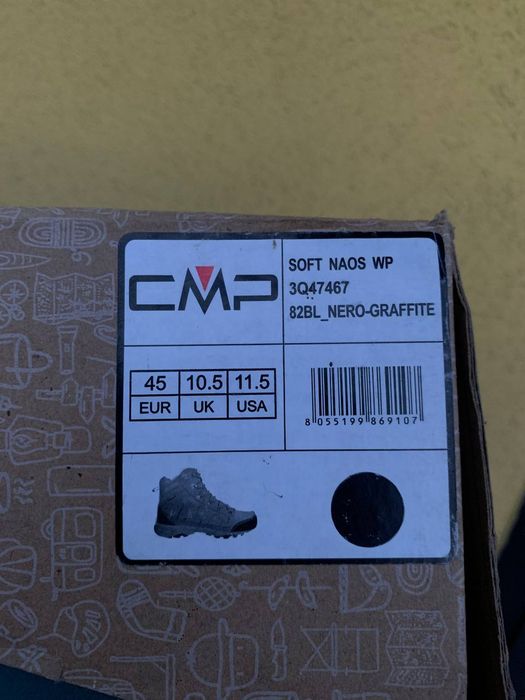 CMP
SOFT NAOS WP
3Q47467
82BL_NERO-GRAFFITE
45 10.5 11.5
EUR UK USA
8 055199 869107